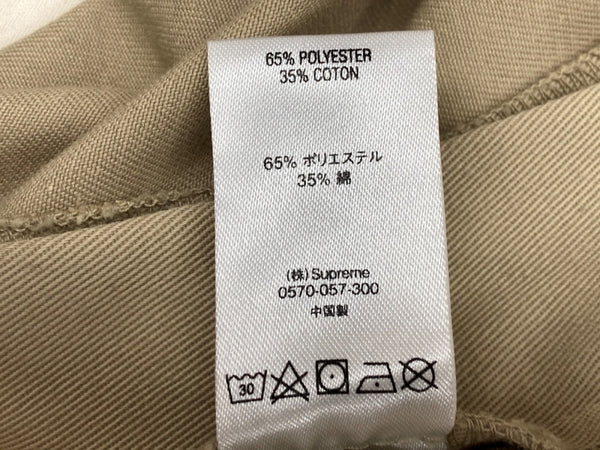 65% POLYESTER
35% COTON
65% ポリエステル
35% 綿
(株) Supreme
0570-057-300
中国製
30